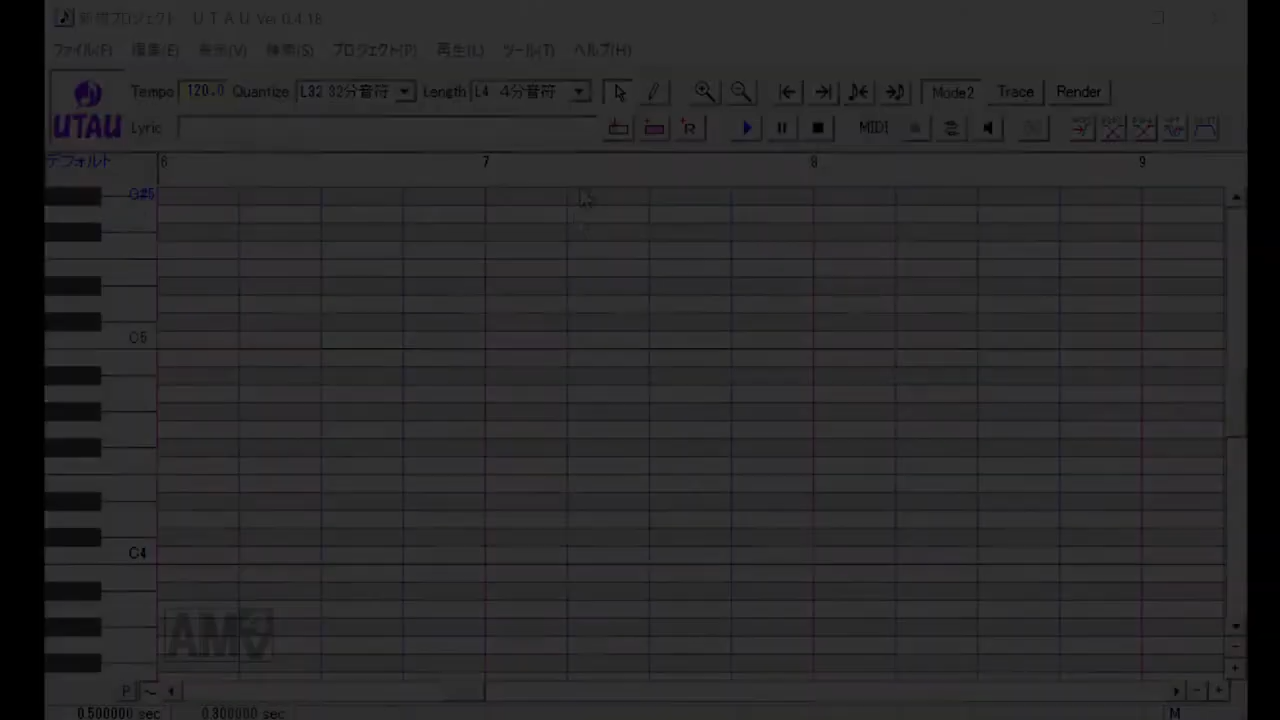 新規プロジェクト - UTAU Ver 0.4.18
ファイル(F) 編集(E) 表示(V) 検索(S) プロジェクト(P) 再生(L) ツール(T) ヘルプ(H)
Tempo 120.0 Quantize L32 32分音符 Length L4 4分音符 Mode2 Trace Render
UTAU Lyric R MIDI
デフォルト 6 7 8 9
G#5
C5
C4
AM
P
0.500000 sec 0.300000 sec M